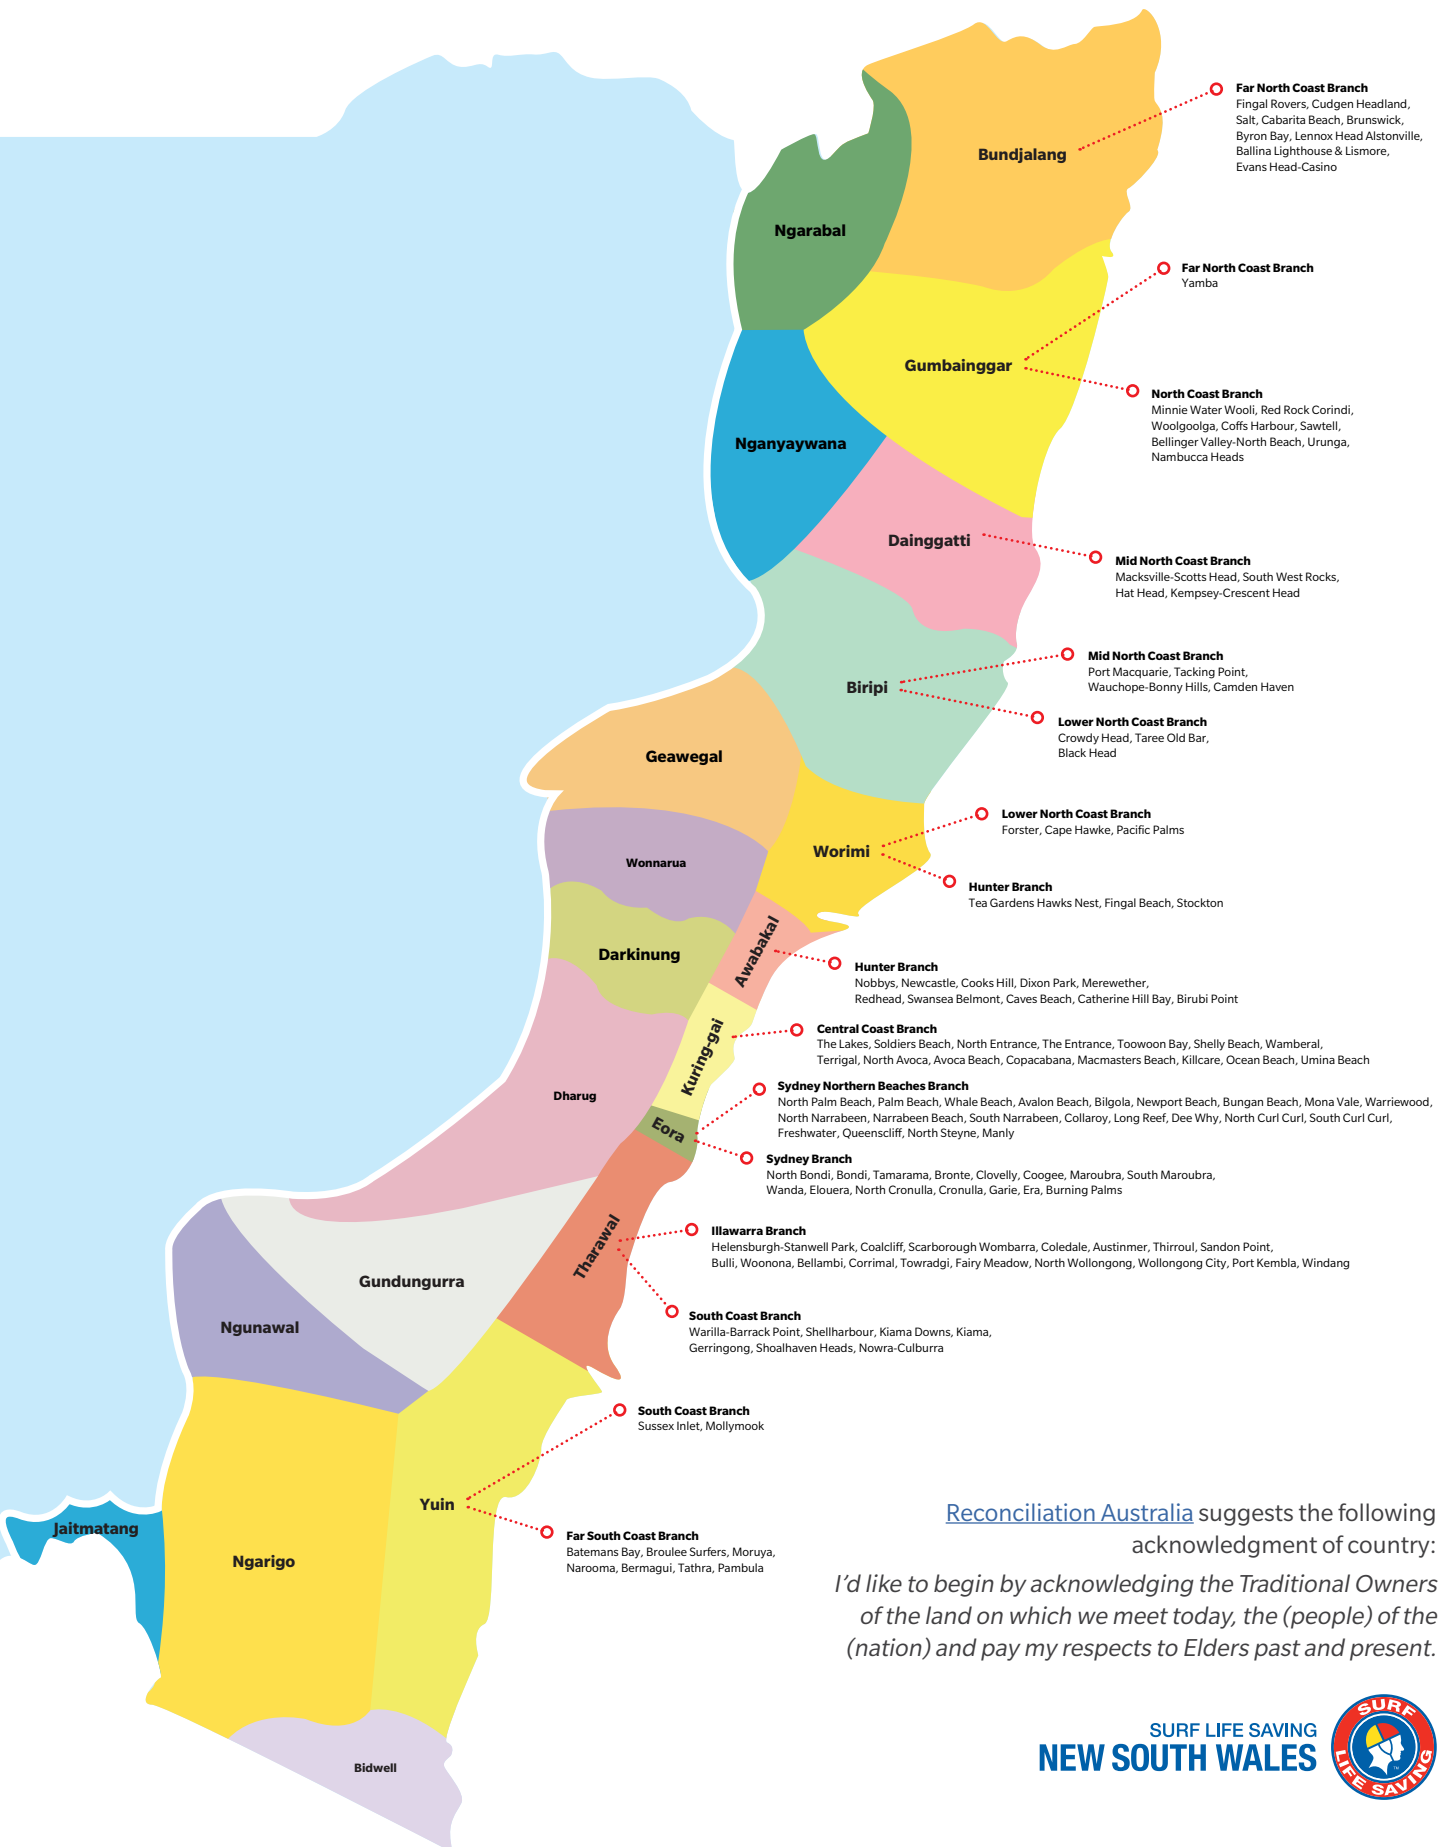 Far North Coast Branch
Fingal Rovers, Cudgen Headland,
Salt, Cabarita Beach, Brunswick,
Byron Bay, Lennox Head Alstonville,
Ballina Lighthouse & Lismore,
Evans Head-Casino
Bundjalang
Ngarabal
Far North Coast Branch
Yamba
Gumbainggar
North Coast Branch
Minnie Water Wooli, Red Rock Corindi,
Woolgoolga, Coffs Harbour, Sawtell,
Bellinger Valley-North Beach, Urunga,
Nambucca Heads
Nganyaywana
Dainggatti
Mid North Coast Branch
Macksville-Scotts Head, South West Rocks,
Hat Head, Kempsey-Crescent Head
Mid North Coast Branch
Port Macquarie, Tacking Point,
Wauchope-Bonny Hills, Camden Haven
Biripi
Lower North Coast Branch
Crowdy Head, Taree Old Bar,
Black Head
Geawegal
Lower North Coast Branch
Forster, Cape Hawke, Pacific Palms
Worimi
Wonnarua
Hunter Branch
Tea Gardens Hawks Nest, Fingal Beach, Stockton
Darkinung
Awabakal
Hunter Branch
Nobbys, Newcastle, Cooks Hill, Dixon Park, Merewether,
Redhead, Swansea Belmont, Caves Beach, Catherine Hill Bay, Birubi Point
Kuring-gai
Central Coast Branch
The Lakes, Soldiers Beach, North Entrance, The Entrance, Toowoon Bay, Shelly Beach, Wamberal,
Terrigal, North Avoca, Avoca Beach, Copacabana, Macmasters Beach, Killcare, Ocean Beach, Umina Beach
Dharug
Sydney Northern Beaches Branch
North Palm Beach, Palm Beach, Whale Beach, Avalon Beach, Bilgola, Newport Beach, Bungan Beach, Mona Vale, Warriewood,
North Narrabeen, Narrabeen Beach, South Narrabeen, Collaroy, Long Reef, Dee Why, North Curl Curl, South Curl Curl,
Freshwater, Queenscliff, North Steyne, Manly
Eora
Sydney Branch
North Bondi, Bondi, Tamarama, Bronte, Clovelly, Coogee, Maroubra, South Maroubra,
Wanda, Elouera, North Cronulla, Cronulla, Garie, Era, Burning Palms
Tharawal
Illawarra Branch
Helensburgh-Stanwell Park, Coalcliff, Scarborough Wombarra, Coledale, Austinmer, Thirroul, Sandon Point,
Bulli, Woonona, Bellambi, Corrimal, Towradgi, Fairy Meadow, North Wollongong, Wollongong City, Port Kembla, Windang
Gundungurra
Ngunawal
South Coast Branch
Warilla-Barrack Point, Shellharbour, Kiama Downs, Kiama,
Gerringong, Shoalhaven Heads, Nowra-Culburra
South Coast Branch
Sussex Inlet, Mollymook
Yuin
Jaitmatang
Ngarigo
Far South Coast Branch
Batemans Bay, Broulee Surfers, Moruya,
Narooma, Bermagui, Tathra, Pambula
Bidwell
Reconciliation Australia suggests the following
acknowledgment of country:
I'd like to begin by acknowledging the Traditional Owners
of the land on which we meet today, the (people) of the
(nation) and pay my respects to Elders past and present.
SURF LIFE SAVING
NEW SOUTH WALES
SURF
LIFE SAVING
TM